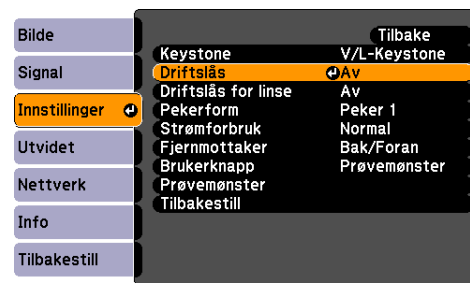 Bilde
Signal
Innstillinger
Utvidet
Nettverk
Info
Tilbakestill
Tilbake
Keystone V/L-Keystone
Driftslås Av
Driftslås for linse Av
Pekerform Peker 1
Strømforbruk Normal
Fjernmottaker Bak/Foran
Brukerknapp Prøvemønster
Prøvemønster
Tilbakestill